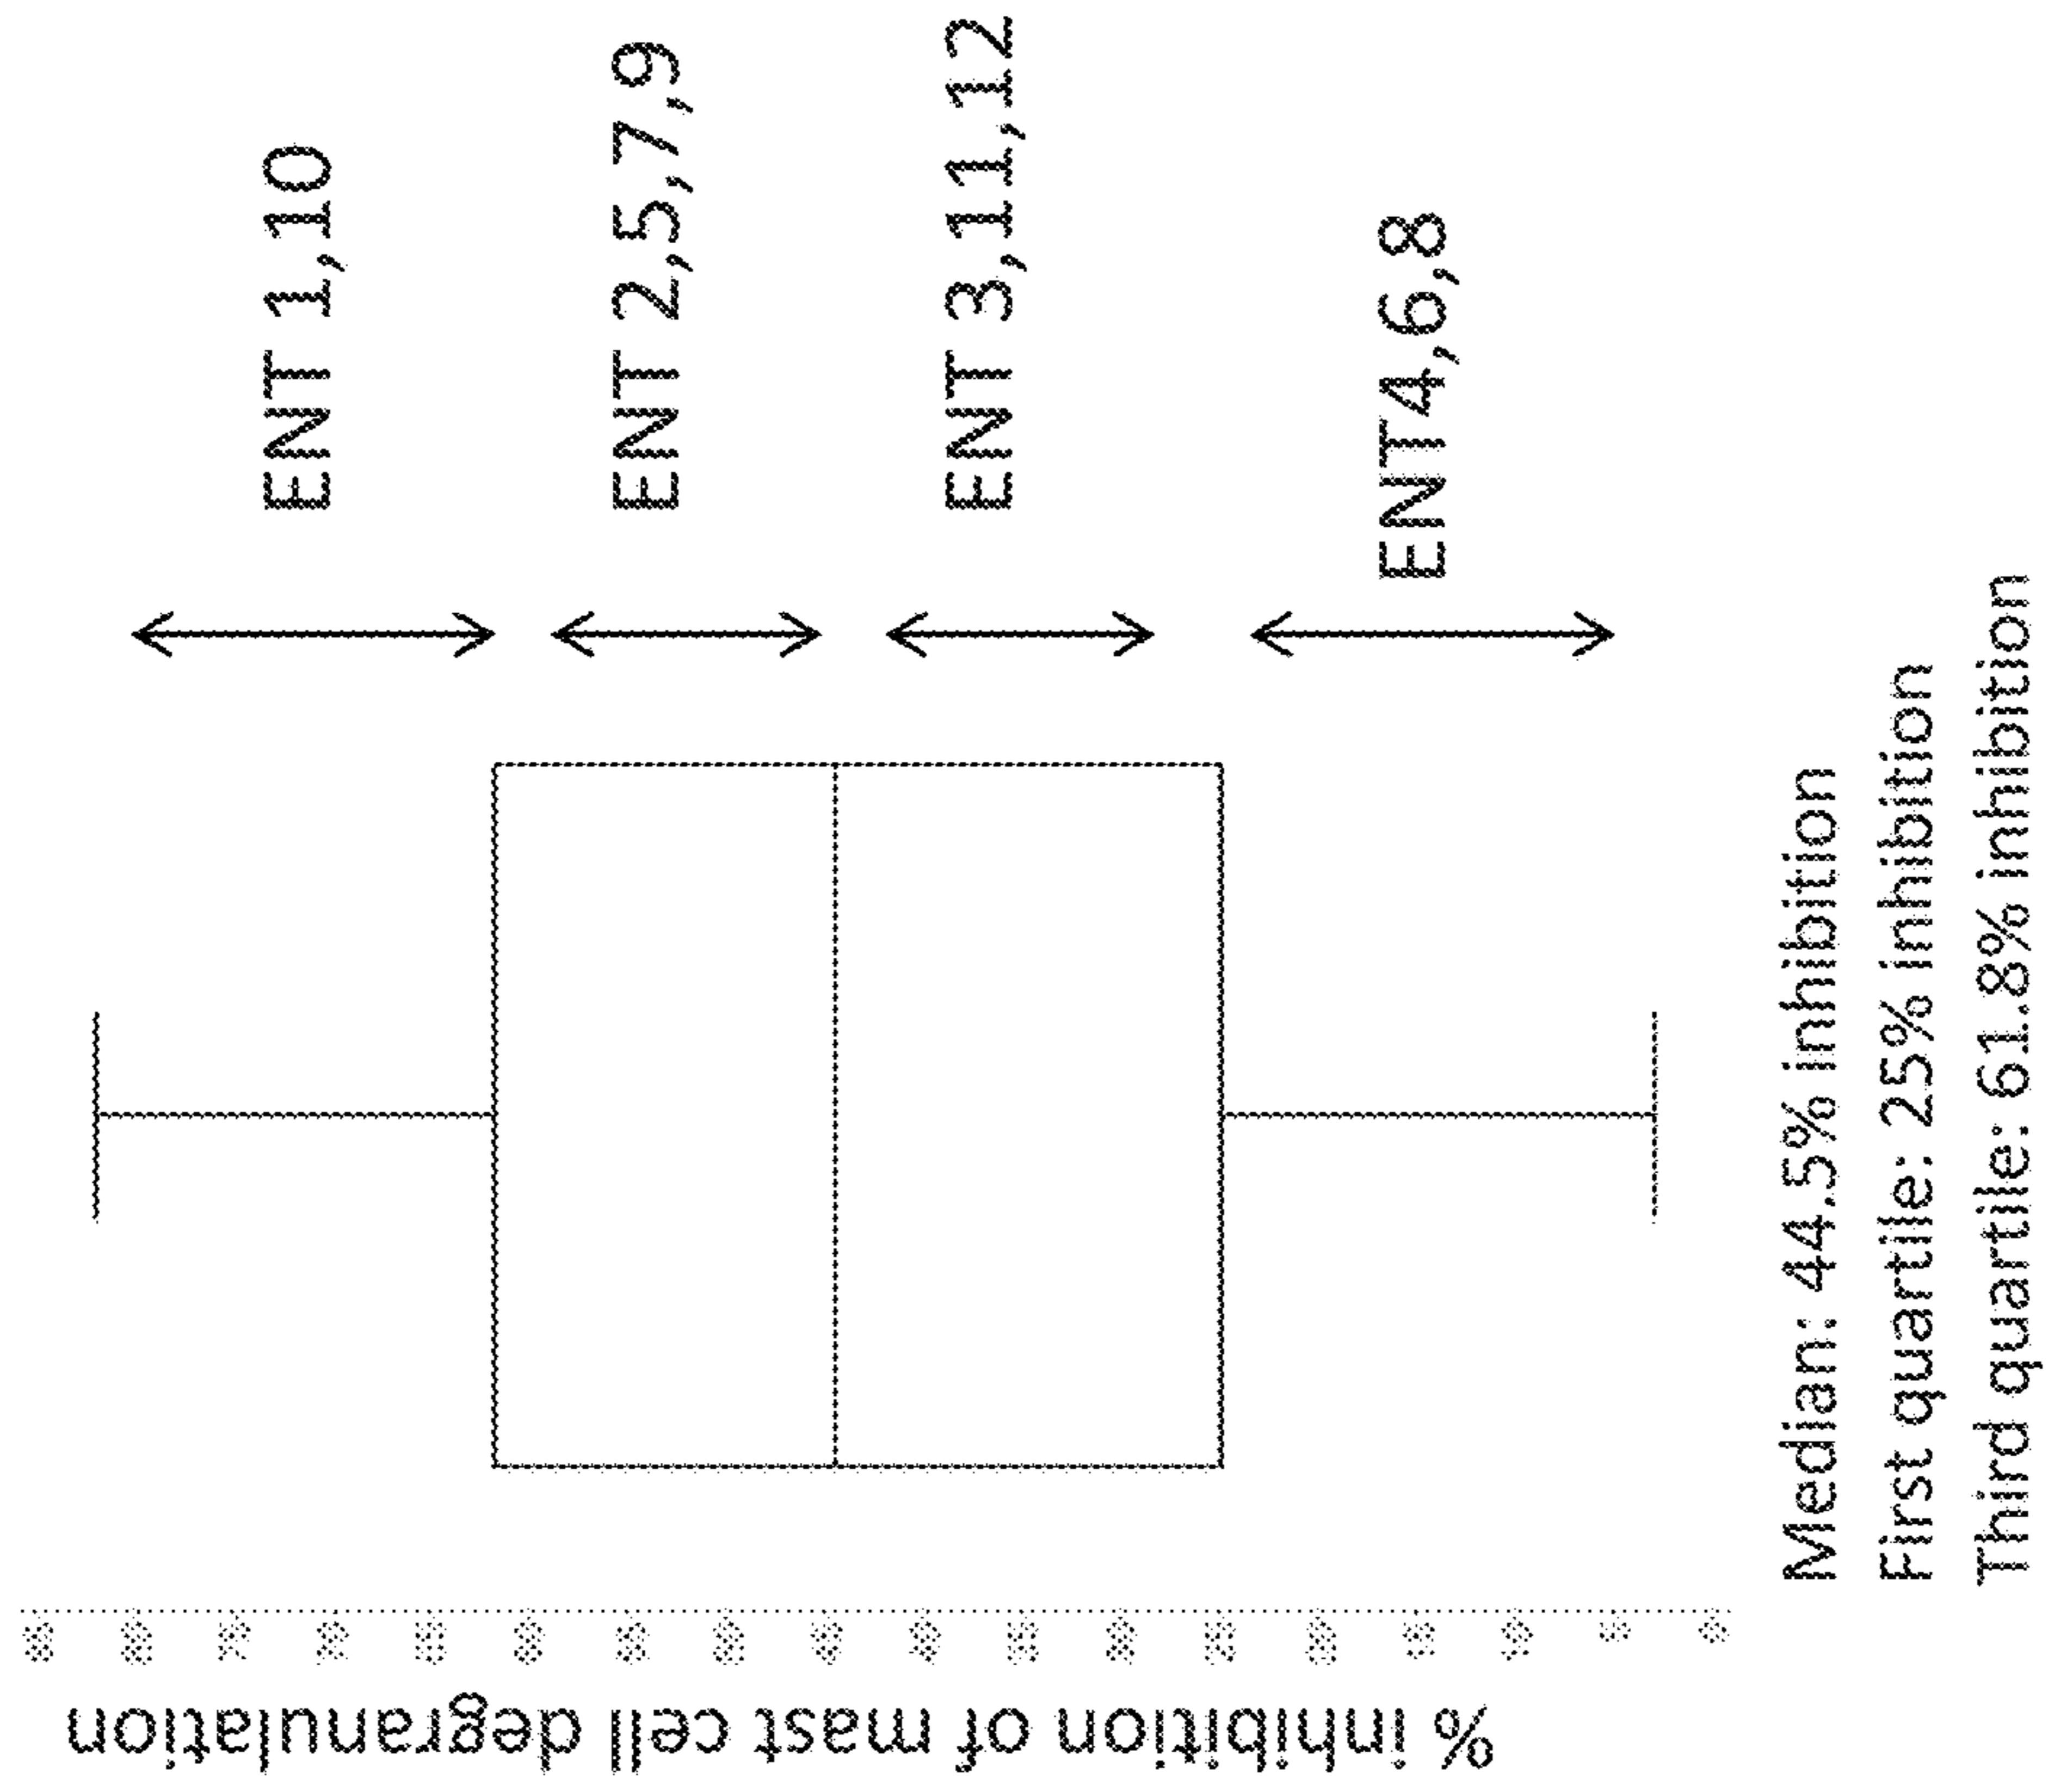 % inhibition of mast cell degranulation
ENT 1,10
ENT 2,5,7,9
ENT 3,11,12
ENT4,6,8
Median: 44.5% inhibition
First quartile: 25% inhibition
Third quartile: 61.8% inhibition